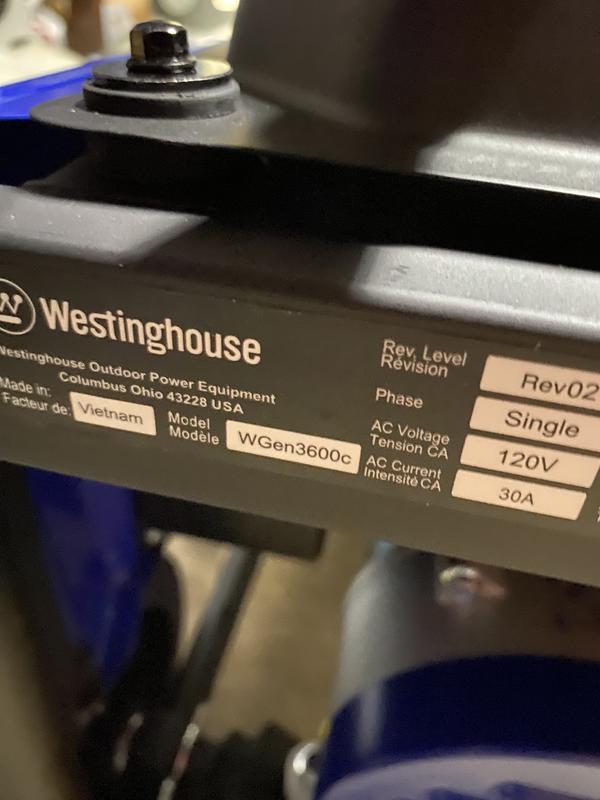 W Westinghouse
Westinghouse Outdoor Power Equipment
Columbus Ohio 43228 USA
Made in:
Facteur de:
Vietnam
Model
Modèle
WGen3600c
Rev. Level
Révision
Rev02
Phase
Single
AC Voltage
Tension CA
120V
AC Current
Intensité CA
30A